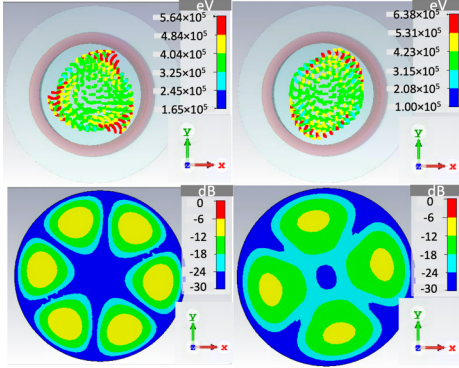 eV
5.64×10⁵
4.84×10⁵
4.04×10⁵
3.25×10⁵
2.45×10⁵
1.65×10⁵
y
z
x
eV
6.38×10⁵
5.31×10⁵
4.23×10⁵
3.15×10⁵
2.08×10⁵
1.00×10⁵
y
z
x
dB
0
-6
-12
-18
-24
-30
y
z
x
dB
0
-6
-12
-18
-24
-30
y
z
x